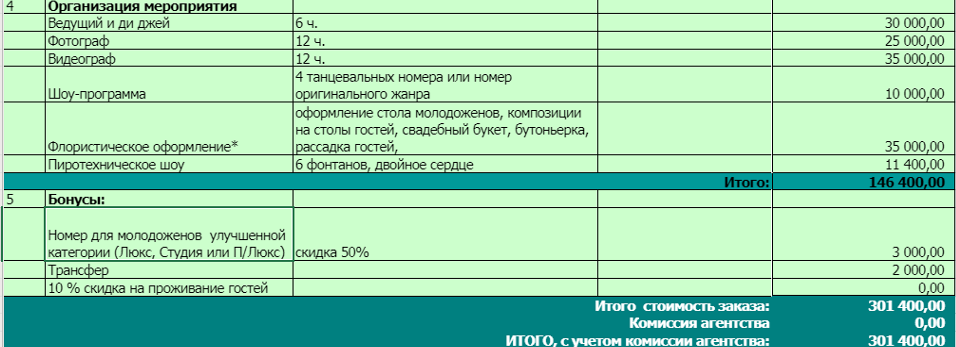 4 Организация мероприятия
Ведущий и ди джей 6 ч. 30 000,00
Фотограф 12 ч. 25 000,00
Видеограф 12 ч. 35 000,00
4 танцевальных номера или номер
Шоу-программа оригинального жанра 10 000,00
оформление стола молодоженов, композиции
на столы гостей, свадебный букет, бутоньерка,
Флористическое оформление* рассадка гостей, 35 000,00
Пиротехническое шоу 6 фонтанов, двойное сердце 11 400,00
Итого: 146 400,00
5 Бонусы:
Номер для молодоженов улучшенной
категории (Люкс, Студия или П/Люкс) скидка 50% 3 000,00
Трансфер 2 000,00
10 % скидка на проживание гостей 0,00
Итого стоимость заказа: 301 400,00
Комиссия агентства 0,00
ИТОГО, с учетом комиссии агентства: 301 400,00